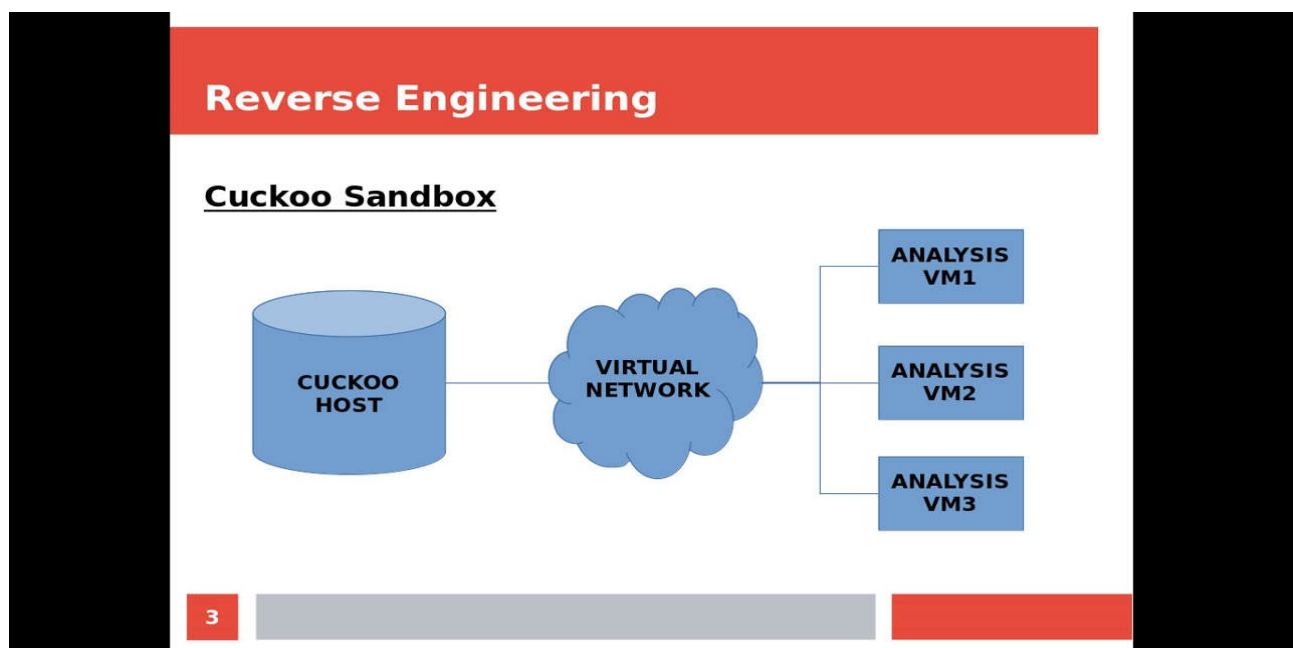 Reverse Engineering
Cuckoo Sandbox
CUCKOO
HOST
VIRTUAL
NETWORK
ANALYSIS
VM1
ANALYSIS
VM2
ANALYSIS
VM3
3